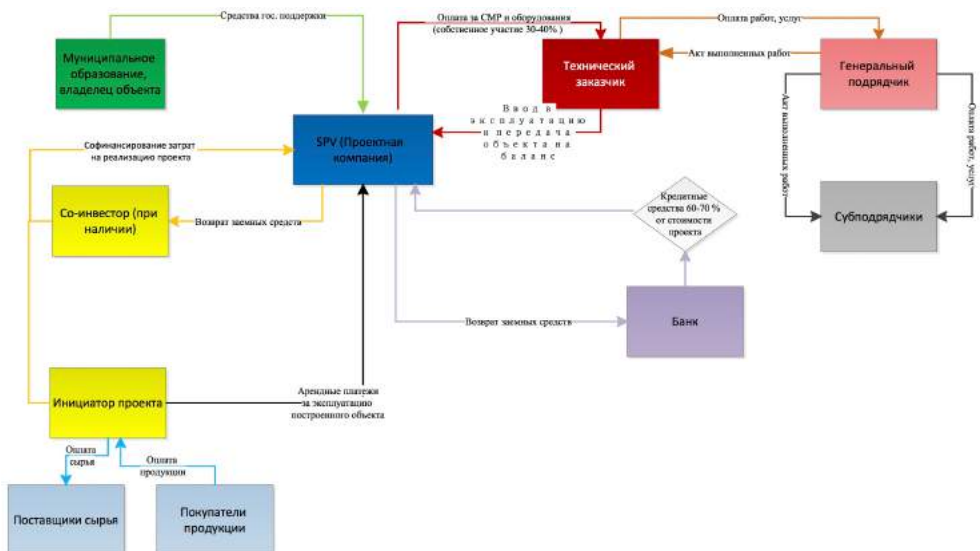 Средства гос. поддержки
Оплата за СМР и оборудования
(собственное участие 30-40% )
Оплата работ, услуг
Муниципальное
образование,
владелец объекта
Технический
заказчик
Акт выполненных работ
Генеральный
подрядчик
Ввод в
эксплуатацию
и передача
объекта на
баланс
SPV (Проектная
компания)
Акт выполненных работ
Оплата работ, услуг
Софинансирование затрат
на реализацию проекта
Со-инвестор (при
наличии)
Возврат заемных средств
Кредитные
средства 60-70 %
от стоимости
проекта
Субподрядчики
Возврат заемных средств
Банк
Инициатор проекта
Арендные платежи
за эксплуатацию
построенного объекта
Оплата
сырья
Оплата
продукции
Поставщики сырья
Покупатели
продукции